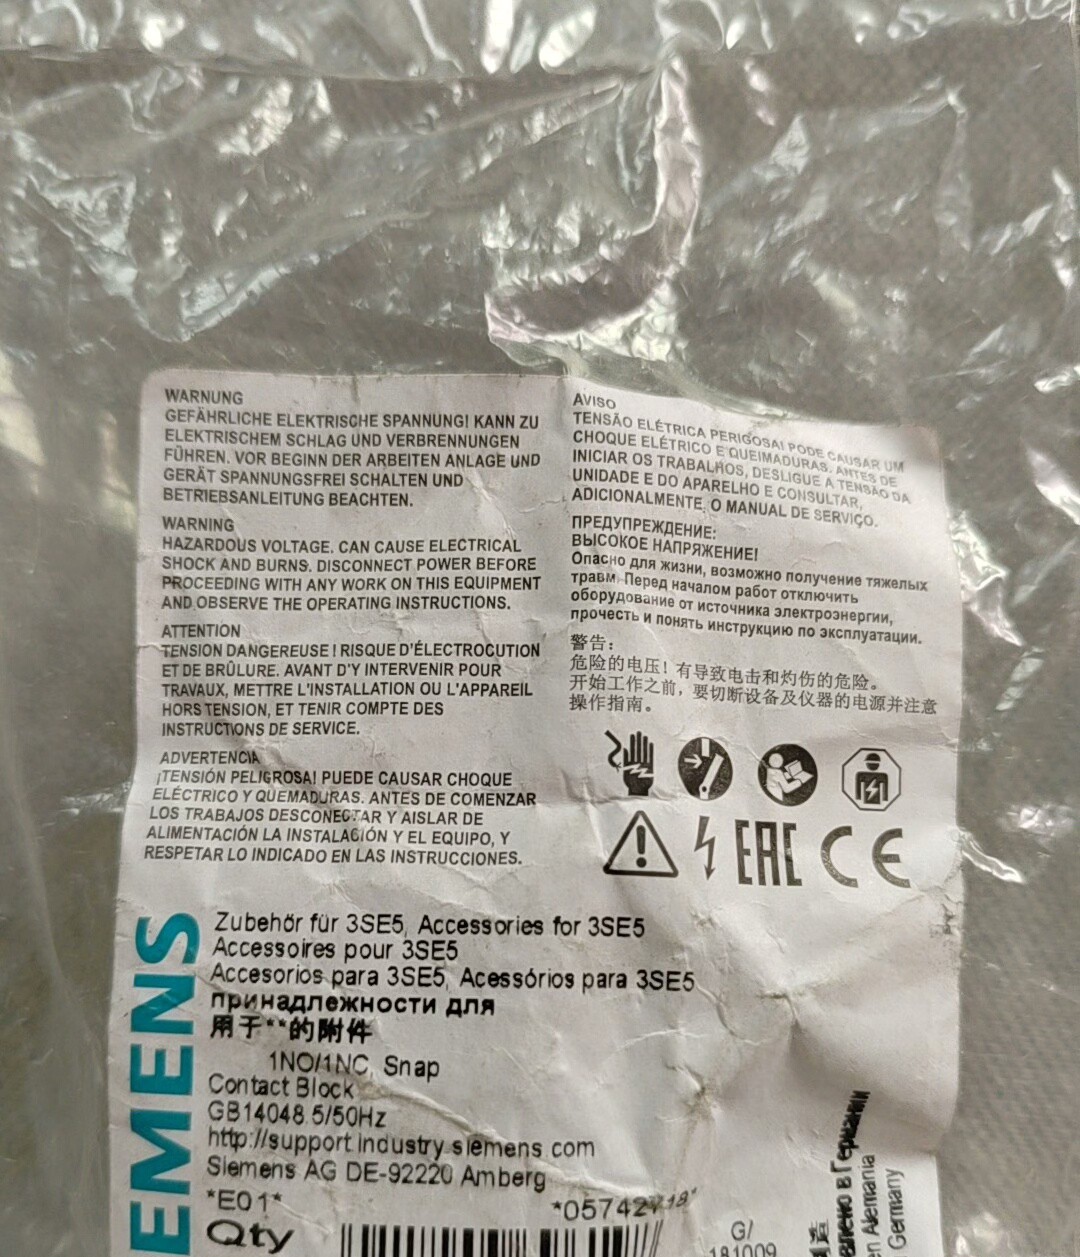 WARNUNG
GEFÄHRLICHE ELEKTRISCHE SPANNUNG! KANN ZU
ELEKTRISCHEM SCHLAG UND VERBRENNUNGEN
FÜHREN. VOR BEGINN DER ARBEITEN ANLAGE UND
GERÄT SPANNUNGSFREI SCHALTEN UND
BETRIEBSANLEITUNG BEACHTEN.
WARNING
HAZARDOUS VOLTAGE. CAN CAUSE ELECTRICAL
SHOCK AND BURNS. DISCONNECT POWER BEFORE
PROCEEDING WITH ANY WORK ON THIS EQUIPMENT
AND OBSERVE THE OPERATING INSTRUCTIONS.
ATTENTION
TENSION DANGEREUSE ! RISQUE D'ÉLECTROCUTION
ET DE BRÛLURE. AVANT D'Y INTERVENIR POUR
TRAVAUX, METTRE L'INSTALLATION OU L'APPAREIL
HORS TENSION, ET TENIR COMPTE DES
INSTRUCTIONS DE SERVICE.
ADVERTENCIA
¡TENSIÓN PELIGROSA! PUEDE CAUSAR CHOQUE
ELÉCTRICO Y QUEMADURAS. ANTES DE COMENZAR
LOS TRABAJOS DESCONECTAR Y AISLAR DE
ALIMENTACIÓN LA INSTALACIÓN Y EL EQUIPO, Y
RESPETAR LO INDICADO EN LAS INSTRUCCIONES.
AVISO
TENSÃO ELÉTRICA PERIGOSA! PODE CAUSAR UM
CHOQUE ELÉTRICO E QUEIMADURAS. ANTES DE
INICIAR OS TRABALHOS, DESLIGUE A TENSÃO DA
UNIDADE E DO APARELHO E CONSULTAR,
ADICIONALMENTE, O MANUAL DE SERVIÇO.
ПРЕДУПРЕЖДЕНИЕ:
ВЫСОКОЕ НАПРЯЖЕНИЕ!
Опасно для жизни, возможно получение тяжелых
травм. Перед началом работ отключить
оборудование от источника электроэнергии,
прочесть и понять инструкцию по эксплуатации.
警告：
危险的电压！有导致电击和灼伤的危险。
开始工作之前，要切断设备及仪器的电源并注意
操作指南。
EAC CE
EMENS
Zubehör für 3SE5, Accessories for 3SE5
Accessoires pour 3SE5
Accesorios para 3SE5, Acessórios para 3SE5
принадлежности для
用于**的附件
1NO/1NC, Snap
Contact Block
GB14048.5/50Hz
http://support.industry.siemens.com
Siemens AG DE-92220 Amberg
*E01*
Qty
G/
181009
Германии
Alemania
Germany